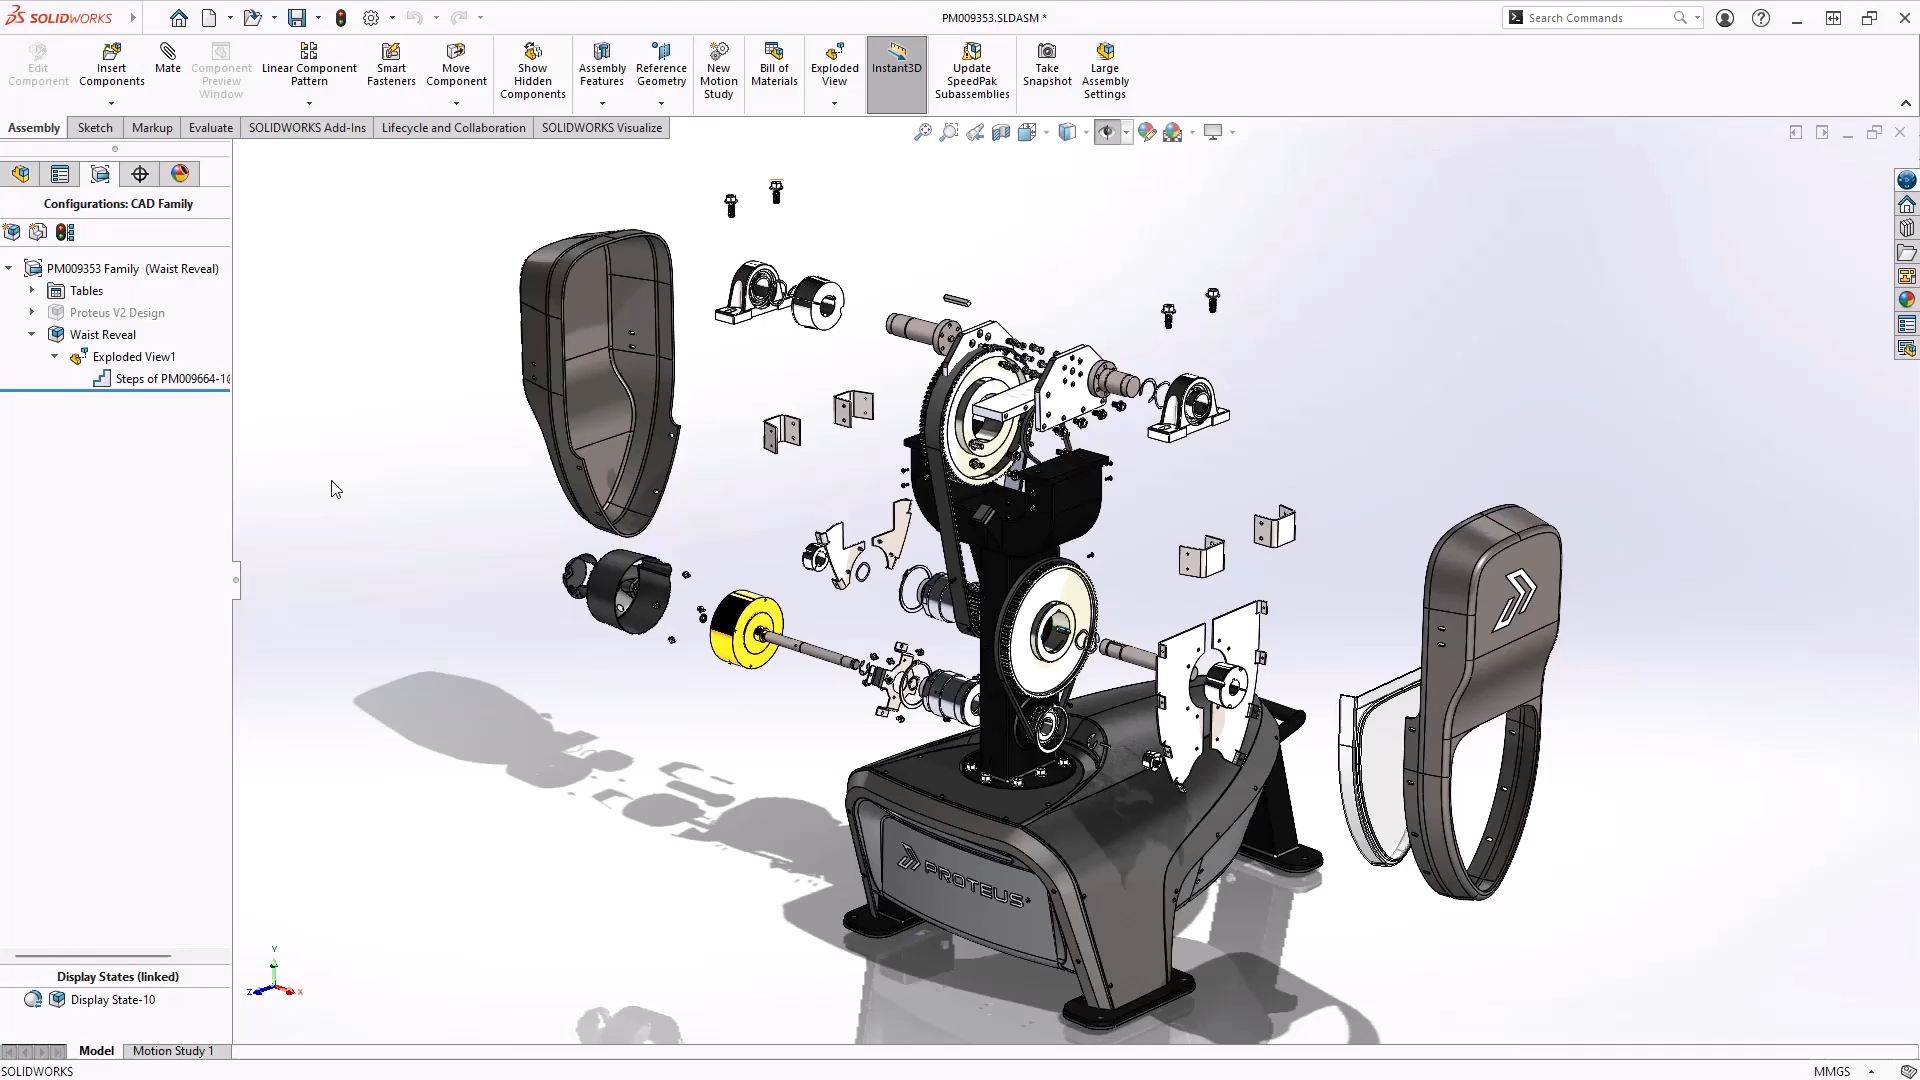 SOLIDWORKS
PM009353.SLDASM *
Search Commands
Edit
Component
Insert
Components
Mate
Component
Preview
Window
Linear Component
Pattern
Smart
Fasteners
Move
Component
Show
Hidden
Components
Assembly
Features
Reference
Geometry
New
Motion
Study
Bill of
Materials
Exploded
View
Instant3D
Update
SpeedPak
Subassemblies
Take
Snapshot
Large
Assembly
Settings
Assembly
Sketch
Markup
Evaluate
SOLIDWORKS Add-Ins
Lifecycle and Collaboration
SOLIDWORKS Visualize
Configurations: CAD Family
PM009353 Family (Waist Reveal)
Tables
Proteus V2 Design
Waist Reveal
Exploded View1
Steps of PM009664-1
PROTEUS
Y
Z
X
Display States (linked)
Display State-10
Model
Motion Study 1
SOLIDWORKS
MMGS